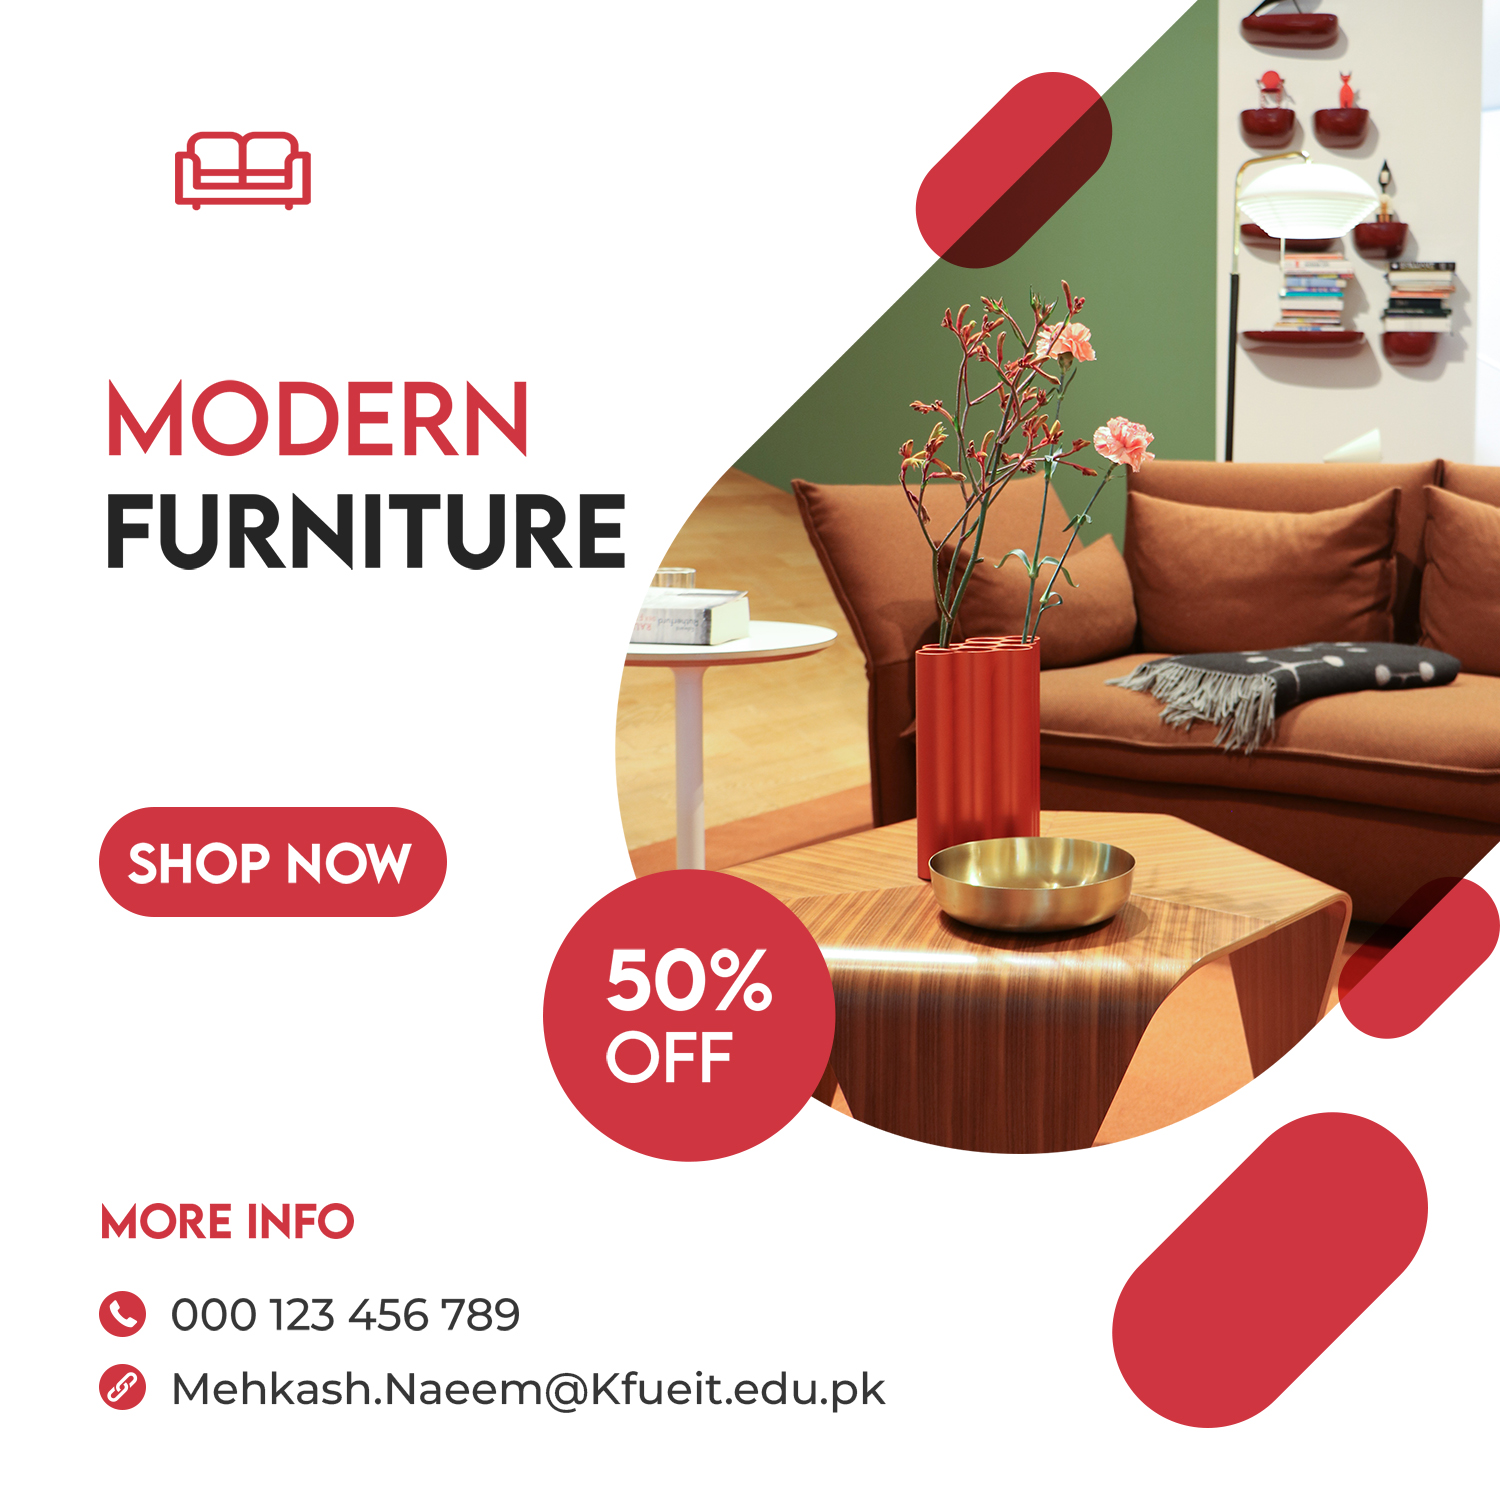 MODERN
FURNITURE
SHOP NOW
50%
OFF
MORE INFO
000 123 456 789
Mehkash.Naeem@Kfueit.edu.pk